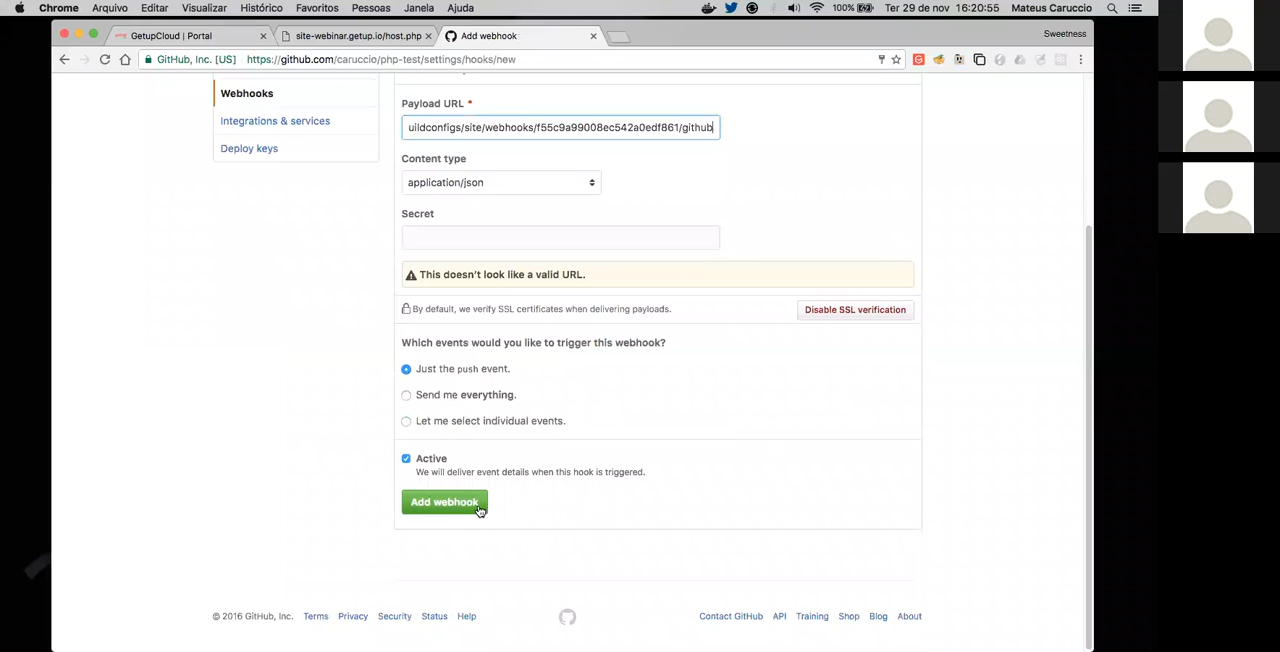 Chrome Arquivo Editar Visualizar Histórico Favoritos Pessoas Janela Ajuda 100% Ter 29 de nov 16:20:55 Mateus Caruccio
GetupCloud | Portal site-webinar.getup.io/host.php Add webhook Sweetness
GitHub, Inc. [US] https://github.com/caruccio/php-test/settings/hooks/new
Webhooks
Integrations & services
Deploy keys
Payload URL *
uildconfigs/site/webhooks/f55c9a99008ec542a0edf861/github
Content type
application/json
Secret
This doesn't look like a valid URL.
By default, we verify SSL certificates when delivering payloads. Disable SSL verification
Which events would you like to trigger this webhook?
Just the push event.
Send me everything.
Let me select individual events.
Active
We will deliver event details when this hook is triggered.
Add webhook
© 2016 GitHub, Inc. Terms Privacy Security Status Help Contact GitHub API Training Shop Blog About